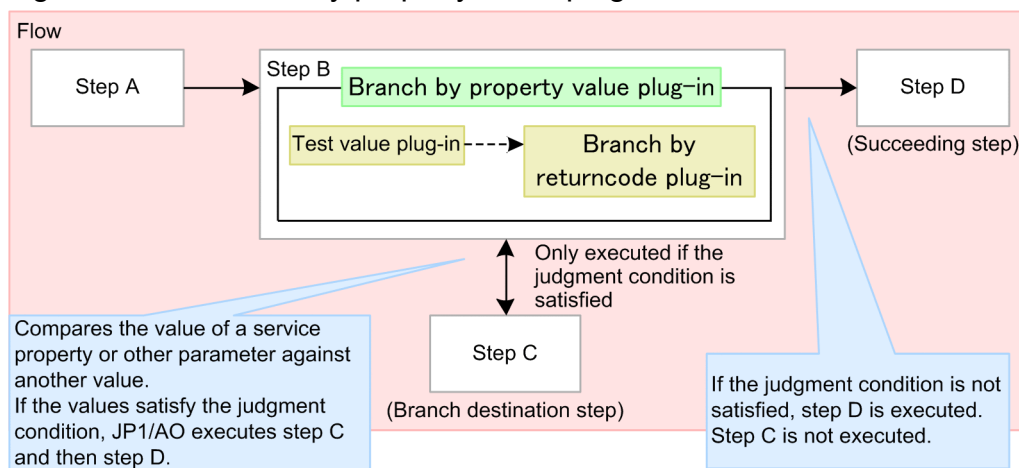 Flow
Step A
Step B
Branch by property value plug-in
Test value plug-in
Branch by
returncode plug-in
Step D
(Succeeding step)
Only executed if the
judgment condition is
satisfied
Step C
(Branch destination step)
Compares the value of a service
property or other parameter against
another value.
If the values satisfy the judgment
condition, JP1/AO executes step C
and then step D.
If the judgment condition is not
satisfied, step D is executed.
Step C is not executed.